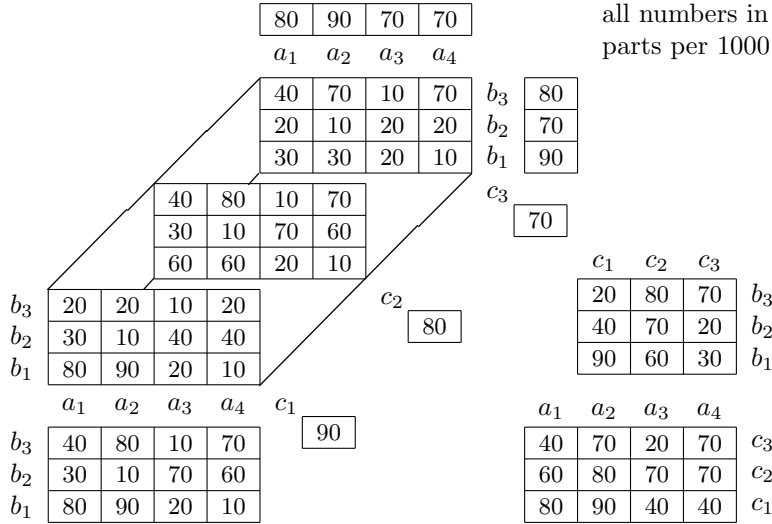 80 90 70 70
all numbers in
parts per 1000
a₁ a₂ a₃ a₄
40 70 10 70 b₃ 80
20 10 20 20 b₂ 70
30 30 20 10 b₁ 90
c₃
70
40 80 10 70
30 10 70 60
60 60 20 10
c₂
80
b₃ 20 20 10 20
b₂ 30 10 40 40
b₁ 80 90 20 10
a₁ a₂ a₃ a₄ c₁
90
c₁ c₂ c₃
20 80 70 b₃
40 70 20 b₂
90 60 30 b₁
b₃ 40 80 10 70
b₂ 30 10 70 60
b₁ 80 90 20 10
a₁ a₂ a₃ a₄
40 70 20 70 c₃
60 80 70 70 c₂
80 90 40 40 c₁